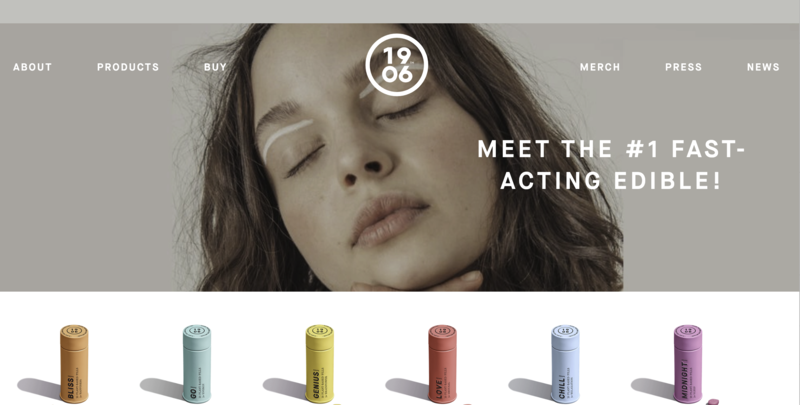 ABOUT
PRODUCTS
BUY
19
06
MERCH
PRESS
NEWS
MEET THE #1 FAST-
ACTING EDIBLE!
BLISS!
GO!
GENIUS!
LOVE!
CHILL!
MIDNIGHT!